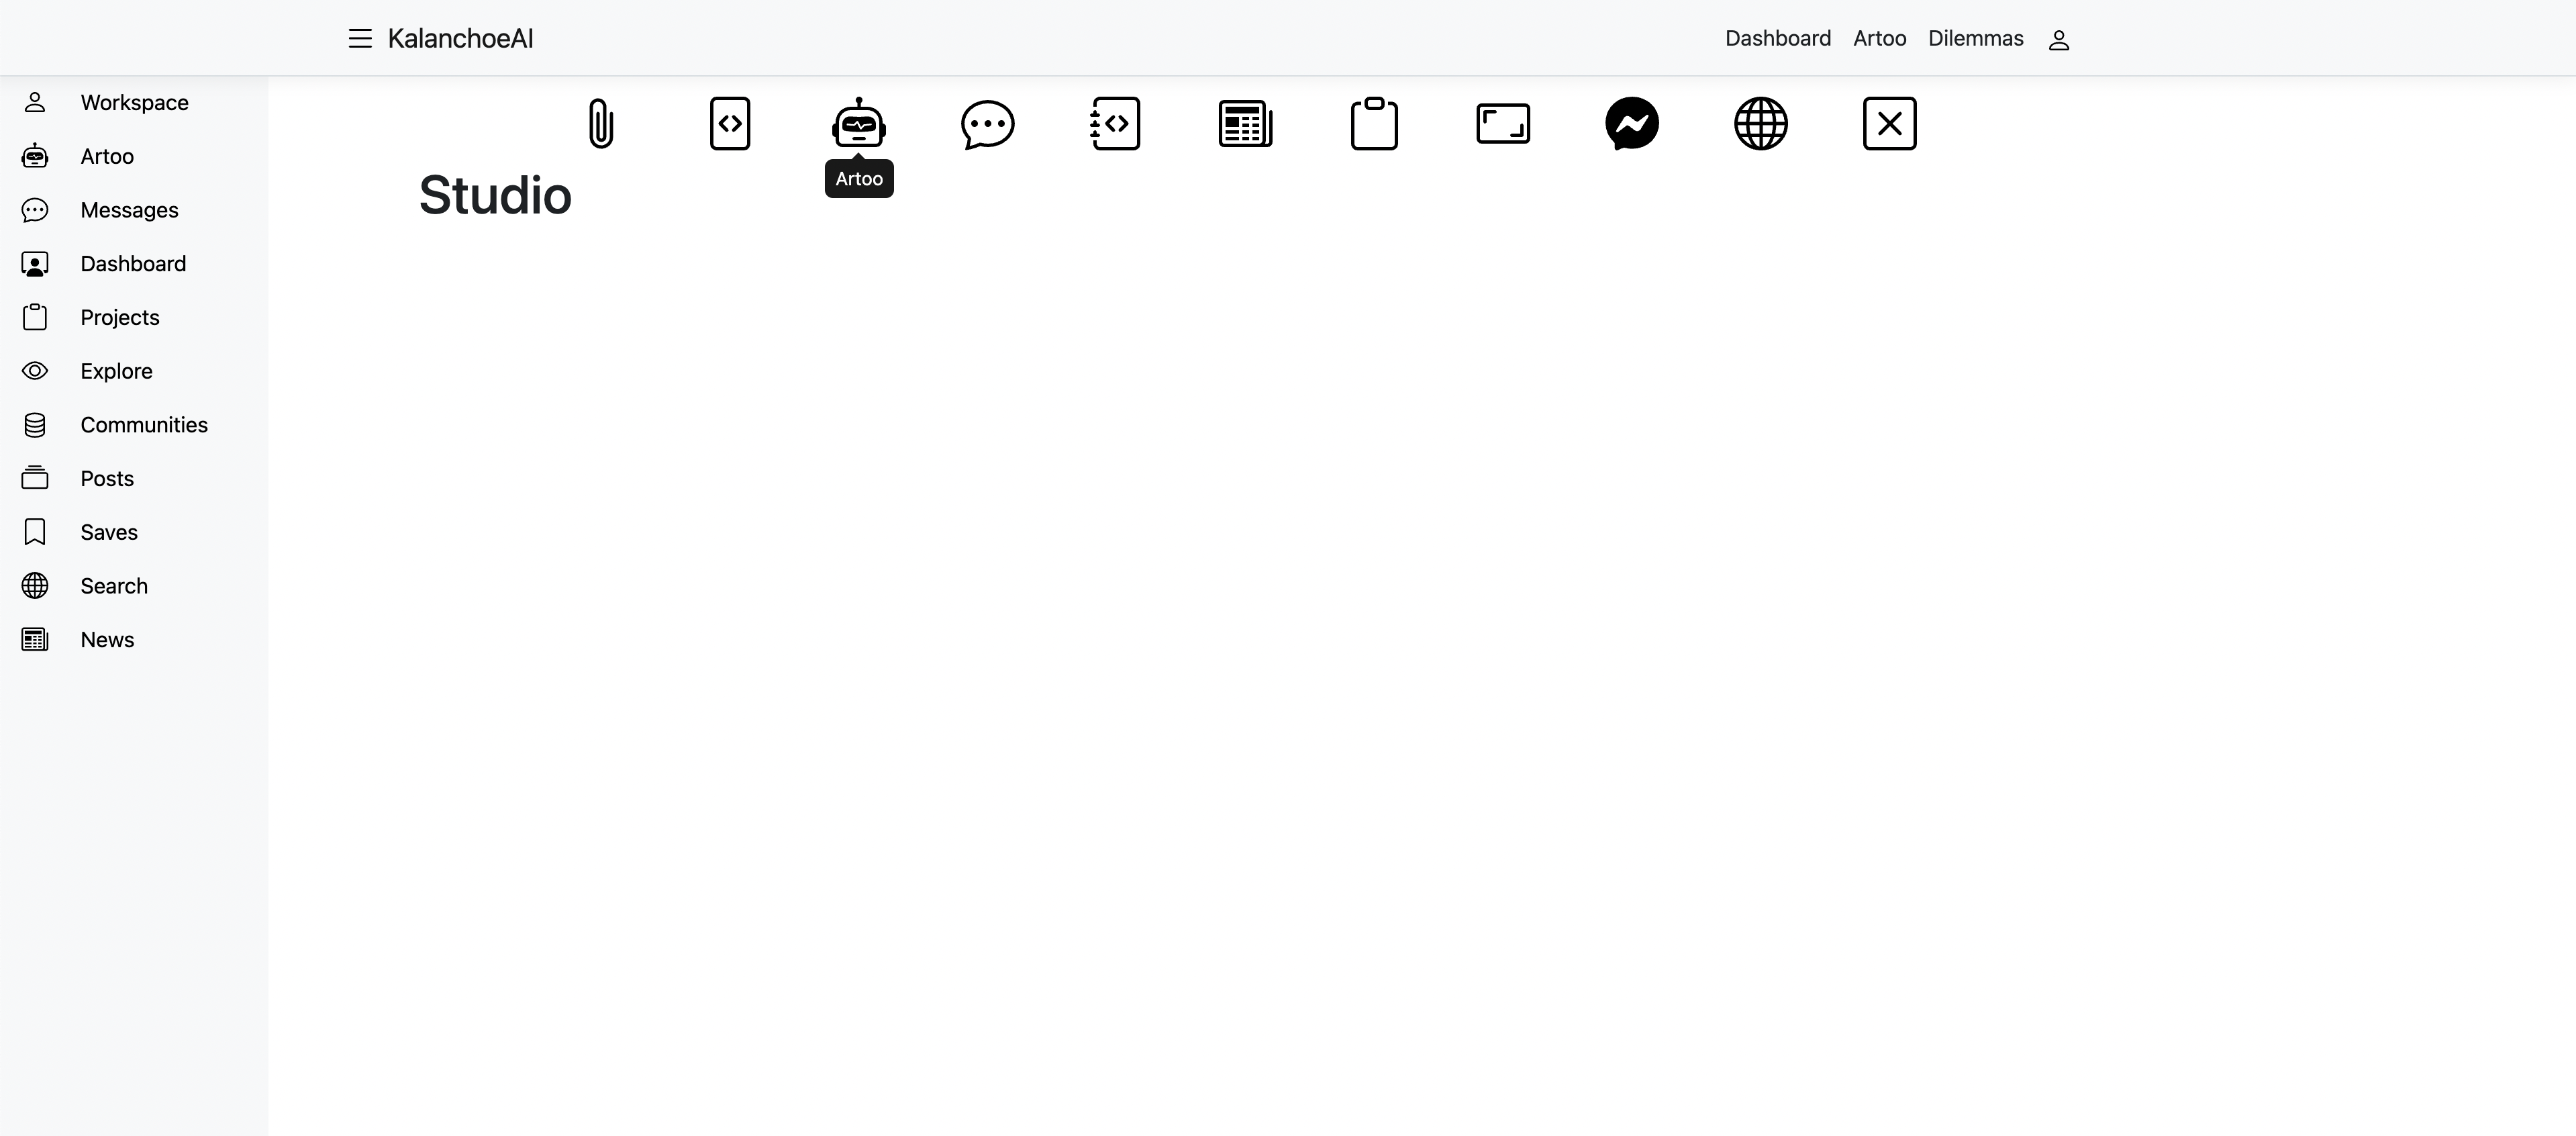 KalanchoeAI
Dashboard Artoo Dilemmas
Workspace
Artoo
Messages
Dashboard
Projects
Explore
Communities
Posts
Saves
Search
News
Artoo
Studio